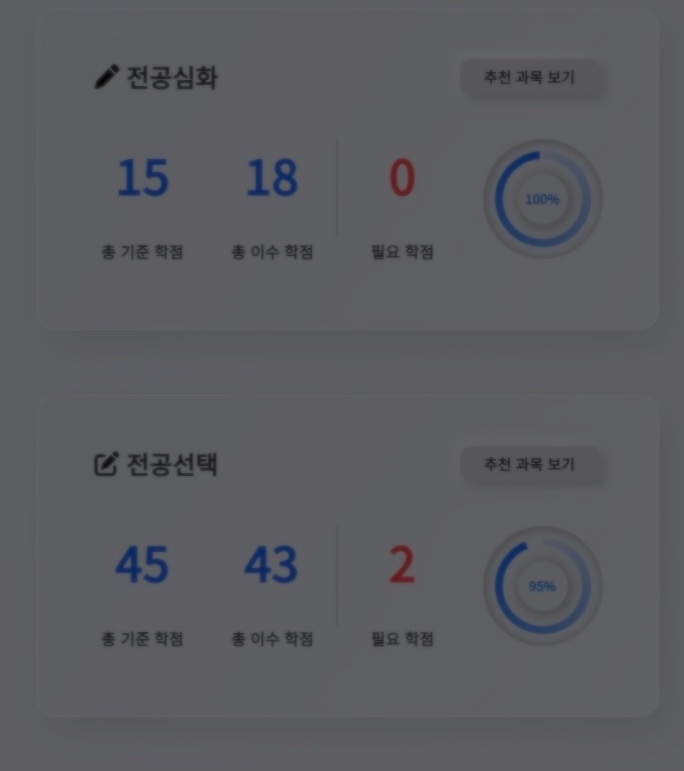 전공심화
추천 과목 보기
15
18
0
100%
총 기준 학점
총 이수 학점
필요 학점
전공선택
추천 과목 보기
45
43
2
95%
총 기준 학점
총 이수 학점
필요 학점